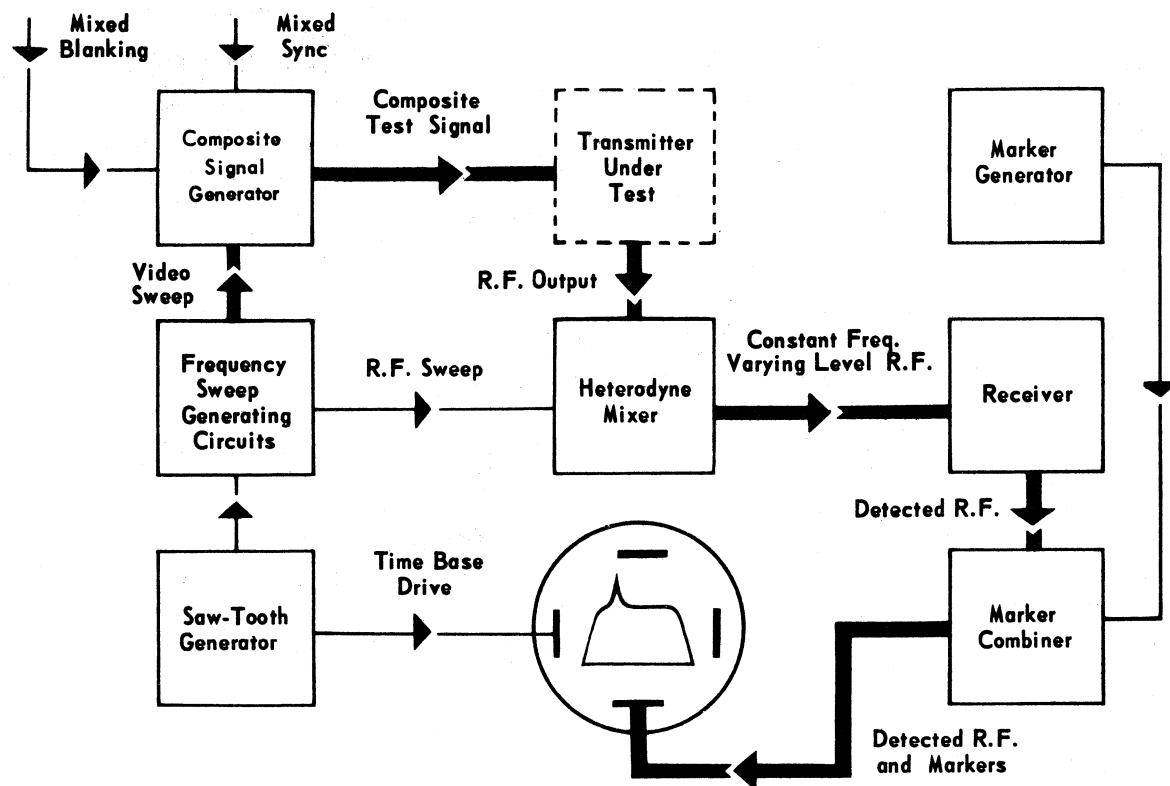 Mixed
Blanking
Mixed
Sync
Composite
Signal
Generator
Composite
Test Signal
Transmitter
Under
Test
Marker
Generator
Video
Sweep
R.F. Output
Frequency
Sweep
Generating
Circuits
R.F. Sweep
Heterodyne
Mixer
Constant Freq.
Varying Level R.F.
Receiver
Detected R.F.
Saw-Tooth
Generator
Time Base
Drive
Marker
Combiner
Detected R.F.
and Markers